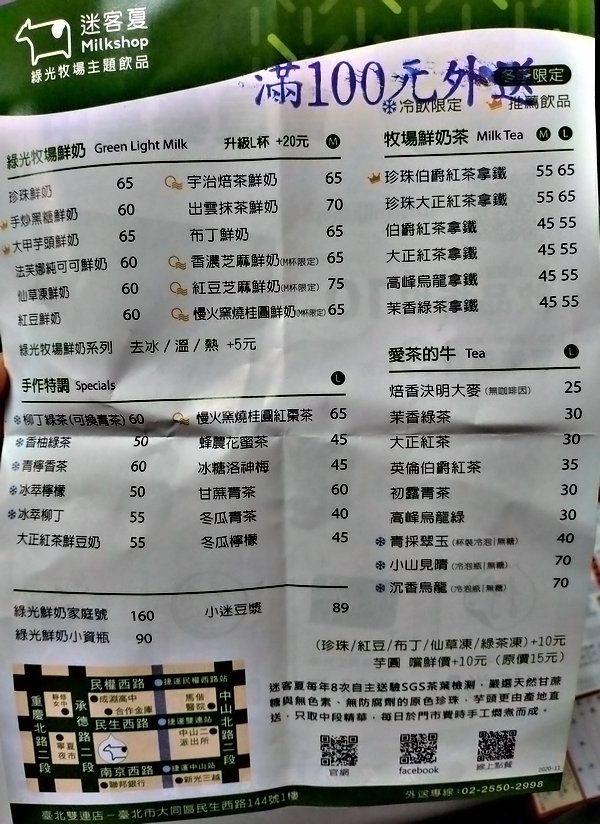 迷客夏
Milkshop
綠光牧場主題飲品
滿100元外送
冬季限定
❄冷飲限定 推薦飲品
綠光牧場鮮奶 Green Light Milk 升級L杯 +20元 M
珍珠鮮奶 65
手炒黑糖鮮奶 60
大甲芋頭鮮奶 65
法芙娜純可可鮮奶 60
仙草凍鮮奶 60
紅豆鮮奶 60
宇治焙茶鮮奶 65
出雲抹茶鮮奶 70
布丁鮮奶 65
香濃芝麻鮮奶(M杯限定) 65
紅豆芝麻鮮奶(M杯限定) 75
慢火窯燒桂圓鮮奶(M杯限定) 65
綠光牧場鮮奶系列 去冰 / 溫 / 熱 +5元
牧場鮮奶茶 Milk Tea M L
珍珠伯爵紅茶拿鐵 55 65
珍珠大正紅茶拿鐵 55 65
伯爵紅茶拿鐵 45 55
大正紅茶拿鐵 45 55
高峰烏龍拿鐵 45 55
茉香綠茶拿鐵 45 55
手作特調 Specials L
❄柳丁綠茶(可換青茶) 60
❄香柚綠茶 50
❄青檸香茶 60
❄冰萃檸檬 50
❄冰萃柳丁 55
大正紅茶鮮豆奶 55
慢火窯燒桂圓紅棗茶 65
蜂農花蜜茶 45
冰糖洛神梅 45
甘蔗青茶 60
冬瓜青茶 40
冬瓜檸檬 45
愛茶的牛 Tea L
焙香決明大麥 (無咖啡因) 25
茉香綠茶 30
大正紅茶 30
英倫伯爵紅茶 35
初露青茶 30
高峰烏龍綠 30
❄青採翠玉 (杯裝冷泡|無糖) 40
❄小山見晴 (冷泡瓶|無糖) 70
❄沉香烏龍 (冷泡瓶|無糖) 70
綠光鮮奶家庭號 160
綠光鮮奶小資瓶 90
小迷豆漿 89
(珍珠/紅豆/布丁/仙草凍/綠茶凍)+10元
芋圓 嚐鮮價+10元 (原價15元)
迷客夏每年8次自主送驗SGS茶葉檢測，嚴選天然甘蔗
糖與無色素、無防腐劑的原色珍珠，芋頭更由產地直
送，只取中段精華，每日於門市費時手工燜煮而成。
民權西路
捷運民權西路站
重慶北路二段
靜修女中
承德路二段
成淵高中
合作金庫
馬偕醫院
中山北路二段
民生西路
捷運雙連站
寧夏夜市
中山二派出所
南京西路
捷運中山站
聯邦銀行
新光三越
官網
facebook
線上點餐
2020-11
臺北雙連店－臺北市大同區民生西路144號1樓
外送專線：02-2550-2998